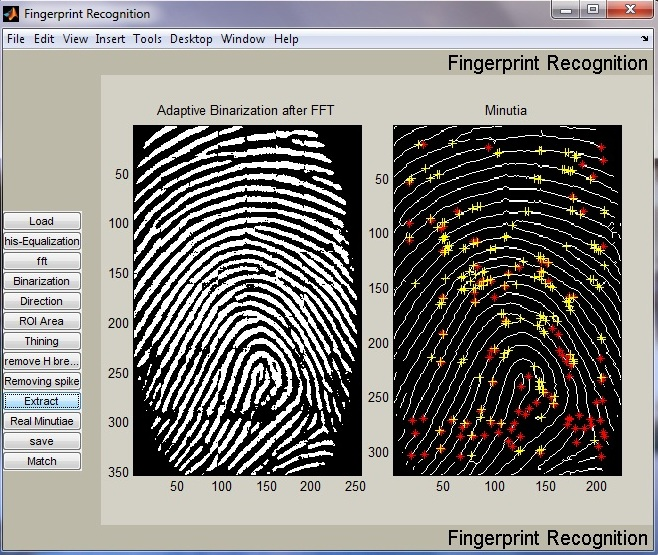 Fingerprint Recognition
File Edit View Insert Tools Desktop Window Help
Fingerprint Recognition
Adaptive Binarization after FFT
Minutia
50
100
150
200
250
300
350
50 100 150 200 250
50
100
150
200
250
300
50 100 150 200
Load
his-Equalization
fft
Binarization
Direction
ROI Area
Thining
remove H bre...
Removing spike
Extract
Real Minutiae
save
Match
Fingerprint Recognition